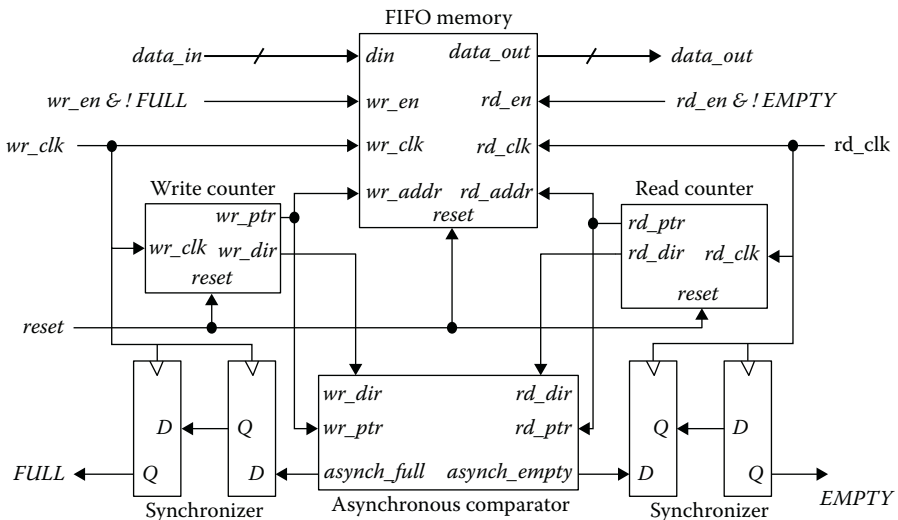 FIFO memory
data_in
din
data_out
data_out
wr_en & ! FULL
wr_en
rd_en
rd_en & ! EMPTY
wr_clk
wr_clk
rd_clk
rd_clk
Write counter
wr_addr
rd_addr
Read counter
wr_ptr
reset
rd_ptr
wr_clk
wr_dir
rd_dir
rd_clk
reset
reset
reset
wr_dir
rd_dir
D
Q
wr_ptr
rd_ptr
Q
D
FULL
Q
D
asynch_full
asynch_empty
D
Q
EMPTY
Synchronizer
Asynchronous comparator
Synchronizer